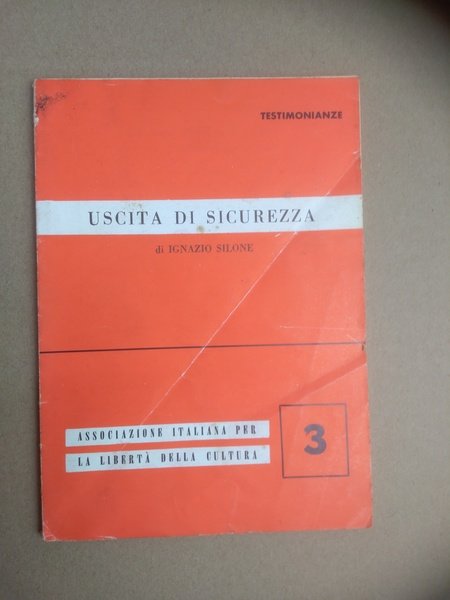 TESTIMONIANZE
USCITA DI SICUREZZA
di IGNAZIO SILONE
ASSOCIAZIONE ITALIANA PER
LA LIBERTÀ DELLA CULTURA
3